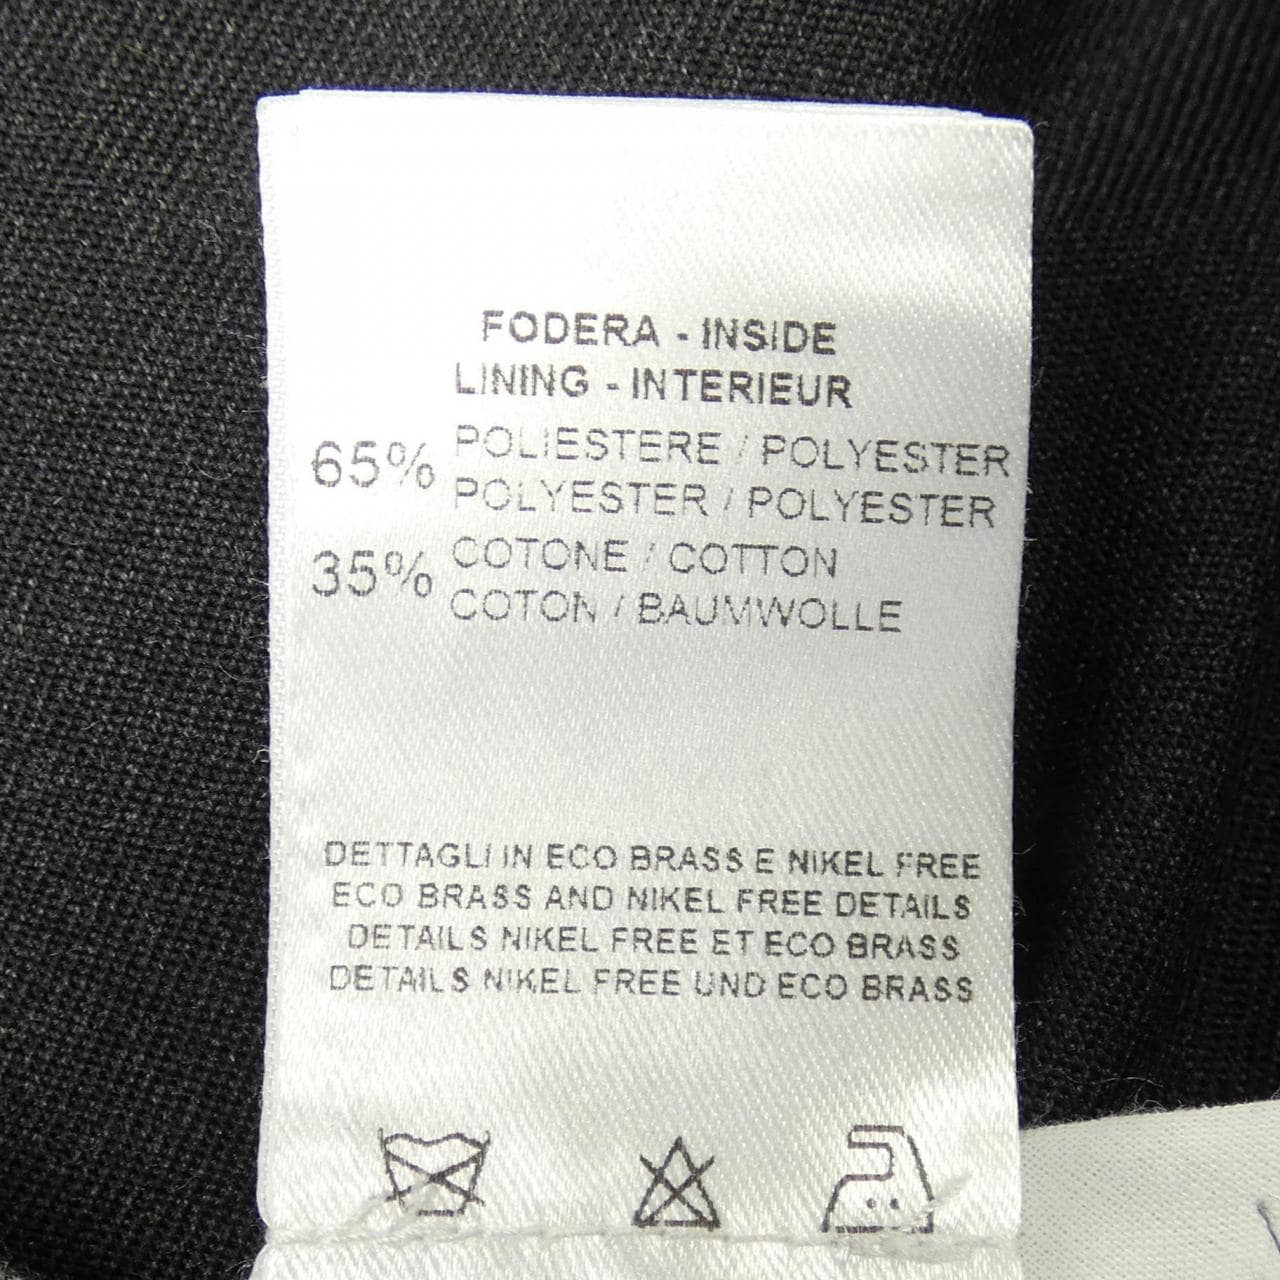 FODERA - INSIDE
LINING - INTERIEUR
65% POLIESTERE / POLYESTER
POLYESTER / POLYESTER
35% COTONE / COTTON
COTON / BAUMWOLLE
DETTAGLI IN ECO BRASS E NIKEL FREE
ECO BRASS AND NIKEL FREE DETAILS
DETAILS NIKEL FREE ET ECO BRASS
DETAILS NIKEL FREE UND ECO BRASS